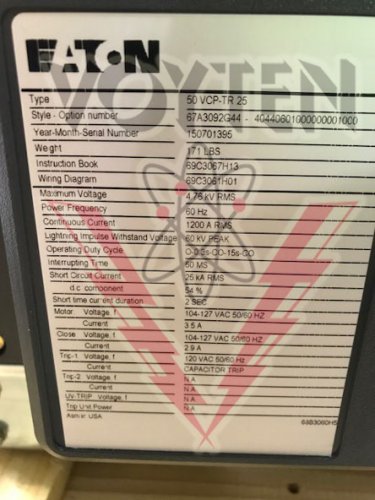 EATON
VOXTEN
Type 50 VCP-TR 25
Style - Option number 67A3092G44 - 40440601000000001000
Year-Month-Serial Number 150701395
Weight 171 LBS
Instruction Book 69C3067H13
Wiring Diagram 69C3061H01
Maximum Voltage 4.76 kV RMS
Power Frequency 60 Hz
Continuous Current 1200 A RMS
Lightning Impulse Withstand Voltage 60 kV PEAK
Operating Duty Cycle O-0.3s-CO-15s-CO
Interrupting Time 50 MS
Short Circuit Current 25 kA RMS
d.c. component 54 %
Short time current duration 2 SEC
Motor Voltage, f 104-127 VAC 50/60 HZ
Current 3.5 A
Close Voltage, f 104-127 VAC 50/60 HZ
Current 2.9 A
Trip-1 Voltage, f 120 VAC 50/60 Hz
Current CAPACITOR TRIP
Trip-2 Voltage, f N.A.
Current N.A.
UV-TRIP Voltage, f N.A.
Top Unit Power N.A.
Asm in: USA 69B3060H5